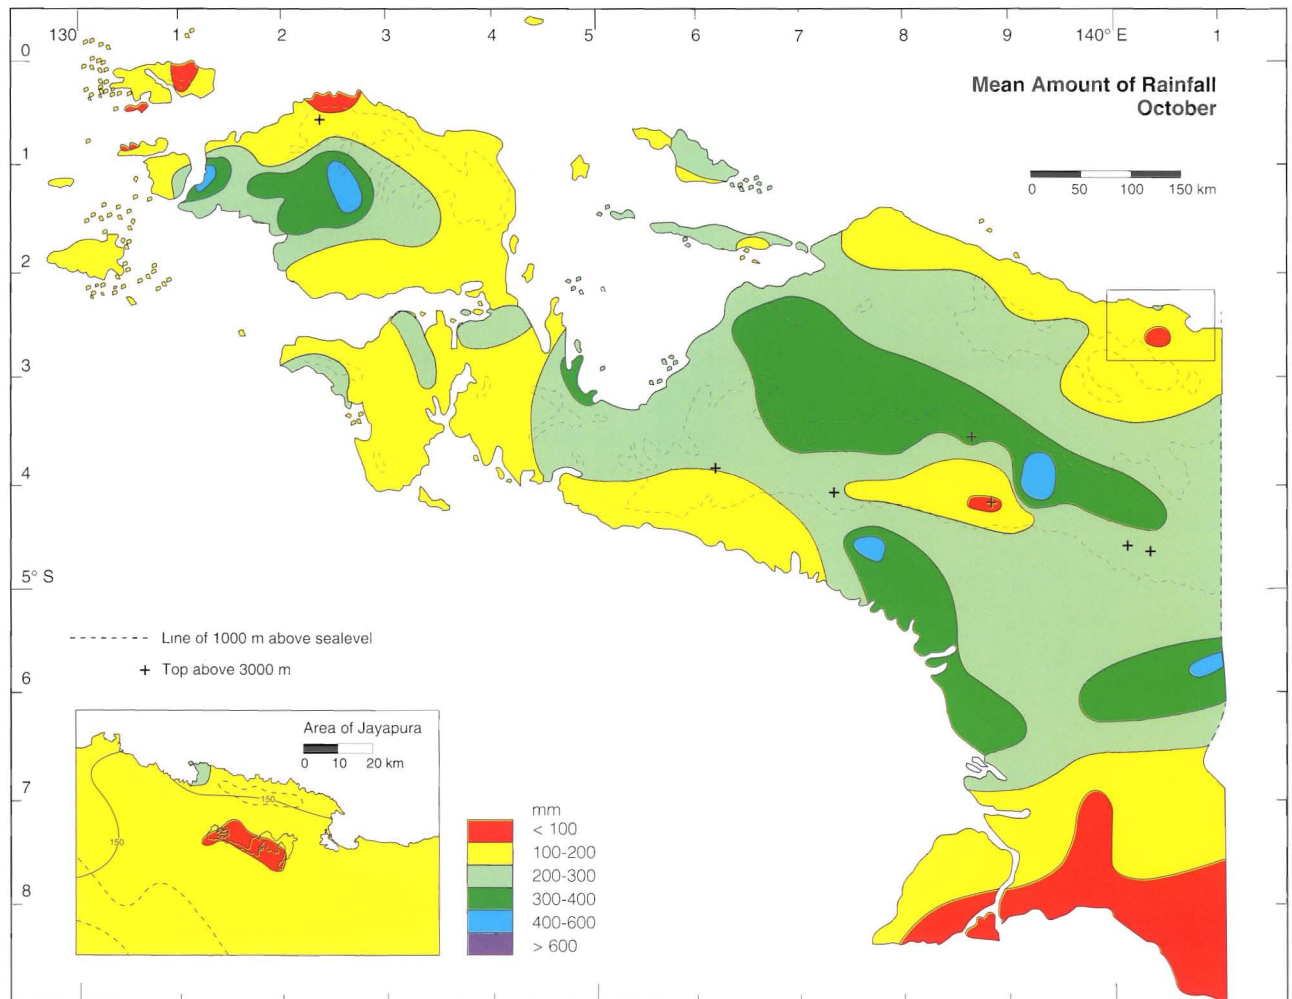 130 1 2 3 4 5 6 7 8 9 140° E 1
0
Mean Amount of Rainfall
October
0 50 100 150 km
1
2
3
4
5° S
Line of 1000 m above sealevel
+ Top above 3000 m
6
Area of Jayapura
0 10 20 km
7
150
150
mm
< 100
100-200
200-300
8
300-400
400-600
> 600